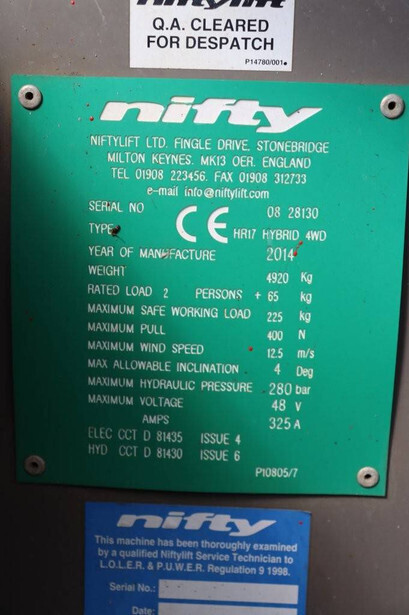 niftylift
Q.A. CLEARED
FOR DESPATCH
P14780/001
nifty
NIFTYLIFT LTD. FINGLE DRIVE. STONEBRIDGE
MILTON KEYNES. MK13 OER. ENGLAND
TEL 01908 223456. FAX 01908 312733
e-mail info@niftylift.com
SERIAL NO 08 28130
TYPE CE HR17 HYBRID 4WD
YEAR OF MANUFACTURE 2014
WEIGHT 4920 Kg
RATED LOAD 2 PERSONS + 65 kg
MAXIMUM SAFE WORKING LOAD 225 kg
MAXIMUM PULL 400 N
MAXIMUM WIND SPEED 12.5 m/s
MAX ALLOWABLE INCLINATION 4 Deg
MAXIMUM HYDRAULIC PRESSURE 280 bar
MAXIMUM VOLTAGE 48 V
AMPS 325 A
ELEC CCT D 81435 ISSUE 4
HYD CCT D 81430 ISSUE 6
P10805/7
nifty
This machine has been thoroughly examined
by a qualified Niftylift Service Technician to
L.O.L.E.R. & P.U.W.E.R. Regulation 9 1998.
Serial No.:
Date: